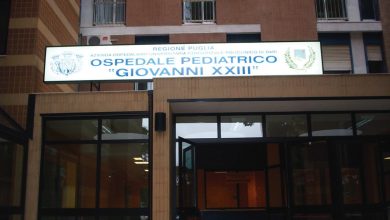 REGIONE PUGLIA
OSPEDALE PEDIATRICO
"GIOVANNI XXIII"